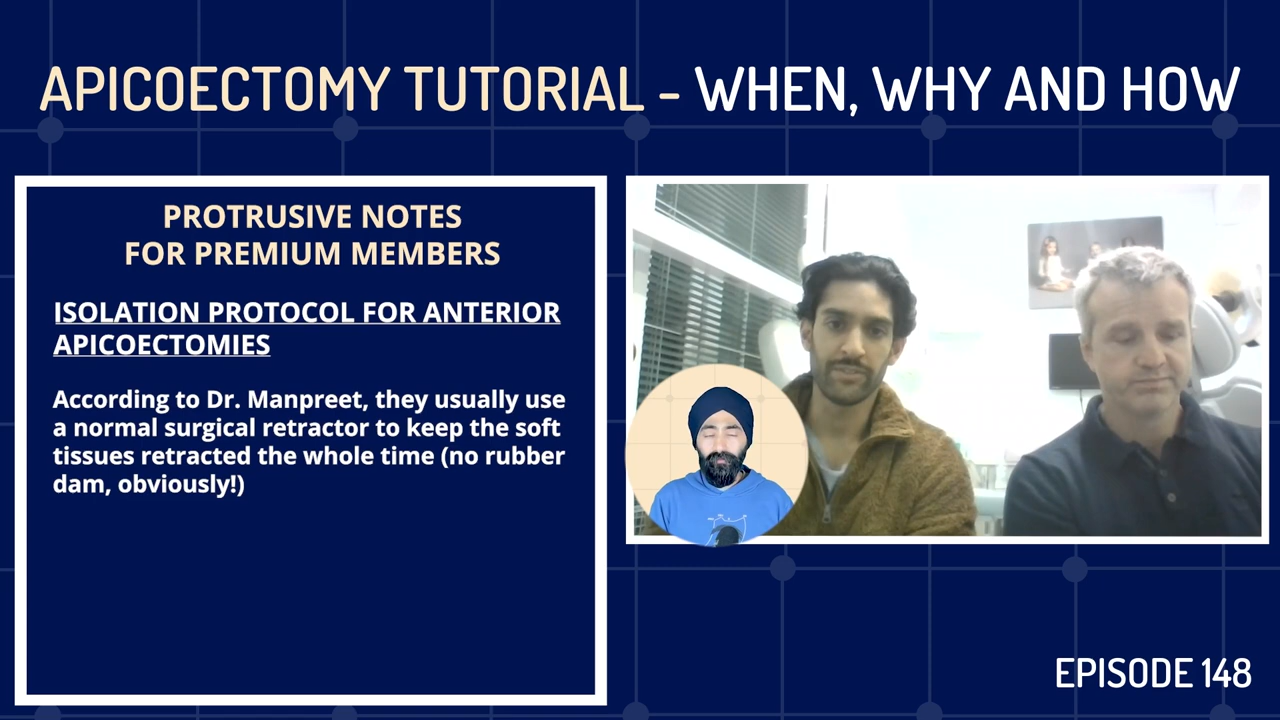 APICOECTOMY TUTORIAL - WHEN, WHY AND HOW
PROTRUSIVE NOTES
FOR PREMIUM MEMBERS
ISOLATION PROTOCOL FOR ANTERIOR
APICOECTOMIES
According to Dr. Manpreet, they usually use
a normal surgical retractor to keep the soft
tissues retracted the whole time (no rubber
dam, obviously!)
EPISODE 148